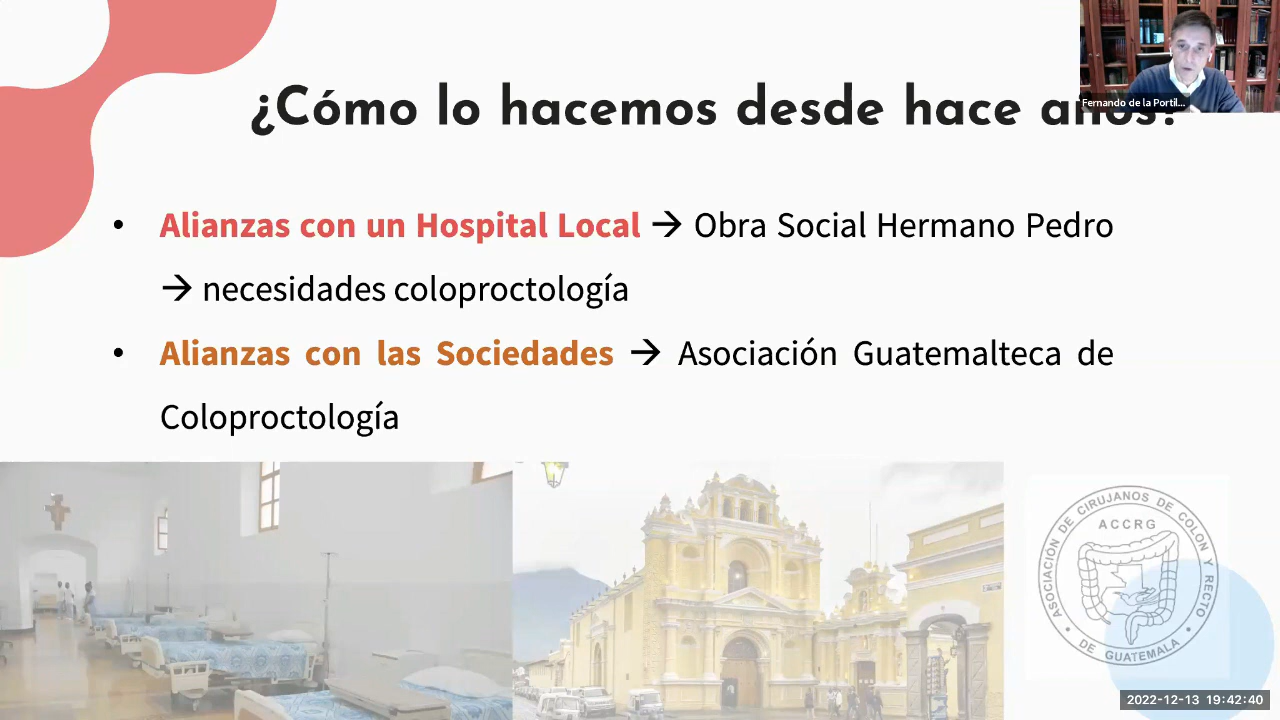 ¿Cómo lo hacemos desde hace años?
Fernando de la Portil...
• Alianzas con un Hospital Local → Obra Social Hermano Pedro
→ necesidades coloproctología
• Alianzas con las Sociedades → Asociación Guatemalteca de
Coloproctología
ASOCIACIÓN DE CIRUJANOS DE COLON Y RECTO
ACCRG
• DE GUATEMALA •
2022-12-13 19:42:40